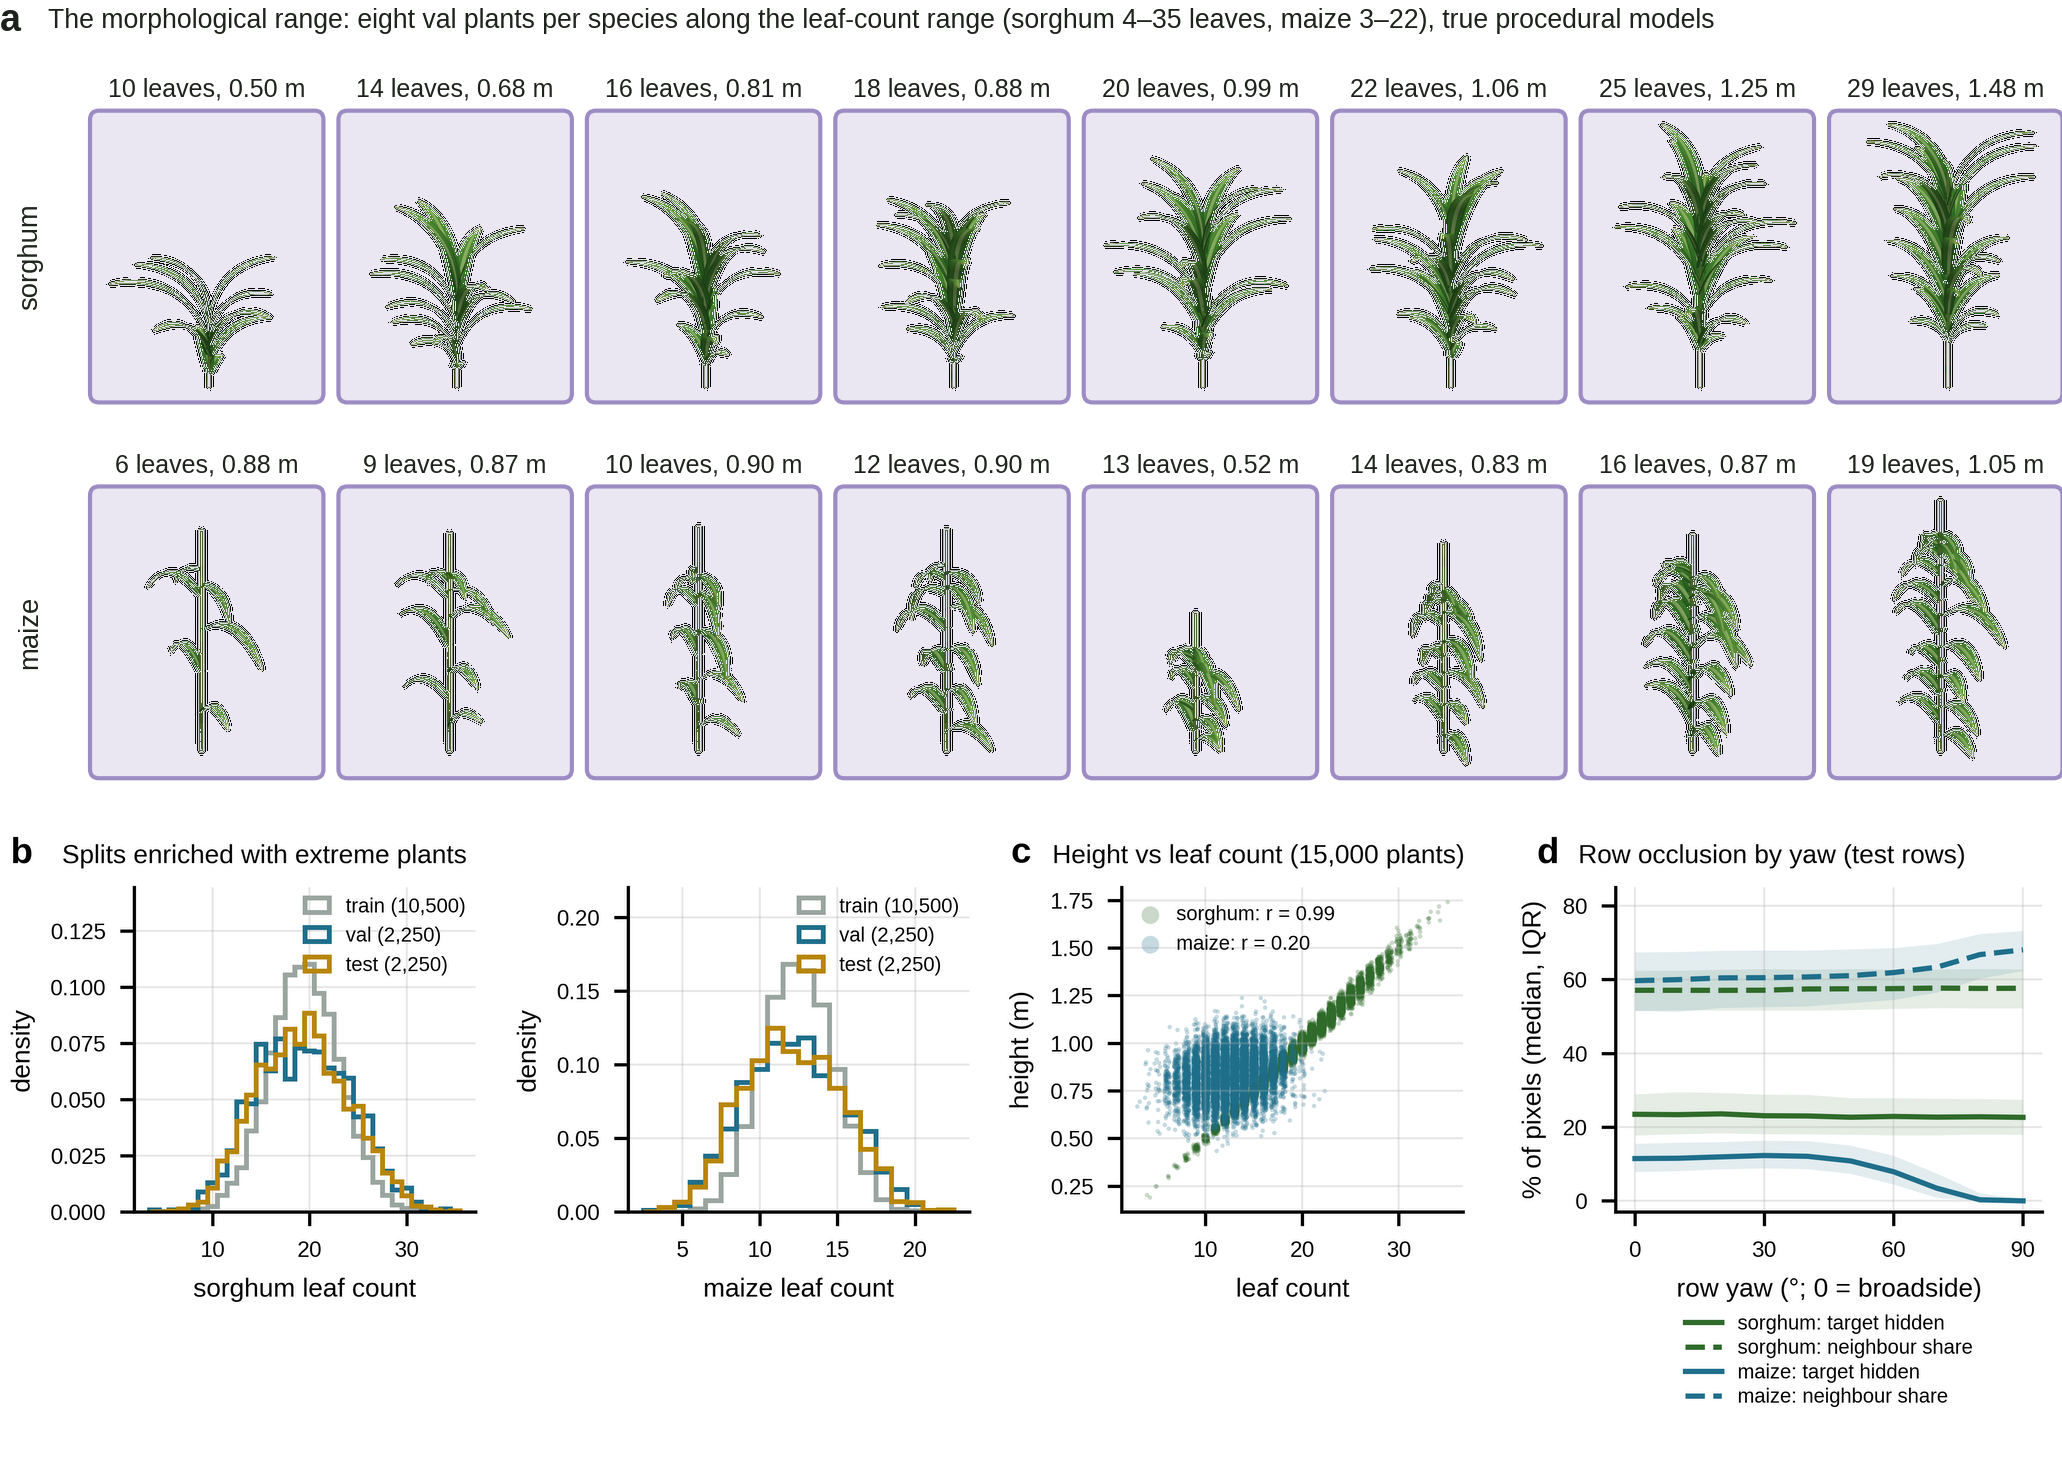 a The morphological range: eight val plants per species along the leaf-count range (sorghum 4–35 leaves, maize 3–22), true procedural models
10 leaves, 0.50 m
14 leaves, 0.68 m
16 leaves, 0.81 m
18 leaves, 0.88 m
20 leaves, 0.99 m
22 leaves, 1.06 m
25 leaves, 1.25 m
29 leaves, 1.48 m
sorghum
6 leaves, 0.88 m
9 leaves, 0.87 m
10 leaves, 0.90 m
12 leaves, 0.90 m
13 leaves, 0.52 m
14 leaves, 0.83 m
16 leaves, 0.87 m
19 leaves, 1.05 m
maize
b Splits enriched with extreme plants
density
0.125
0.100
0.075
0.050
0.025
0.000
train (10,500)
val (2,250)
test (2,250)
10 20 30
sorghum leaf count
density
0.20
0.15
0.10
0.05
0.00
train (10,500)
val (2,250)
test (2,250)
5 10 15 20
maize leaf count
c Height vs leaf count (15,000 plants)
height (m)
1.75
1.50
1.25
1.00
0.75
0.50
0.25
sorghum: r = 0.99
maize: r = 0.20
10 20 30
leaf count
d Row occlusion by yaw (test rows)
% of pixels (median, IQR)
80
60
40
20
0
0 30 60 90
row yaw (°; 0 = broadside)
sorghum: target hidden
sorghum: neighbour share
maize: target hidden
maize: neighbour share